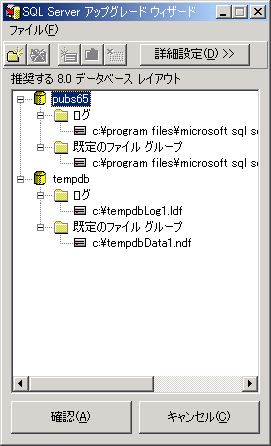 SQL Server アップグレード ウィザード
ファイル(F)
詳細設定(D) >>
推奨する 8.0 データベース レイアウト
pubs65
ログ
c:¥program files¥microsoft sql se
既定のファイル グループ
c:¥program files¥microsoft sql se
tempdb
ログ
c:¥tempdbLog1.ldf
既定のファイル グループ
c:¥tempdbData1.ndf
確認(A)
キャンセル(C)